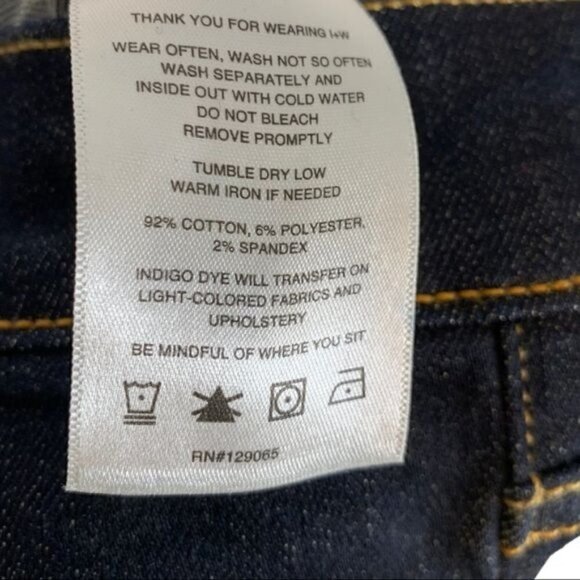 THANK YOU FOR WEARING I+W
WEAR OFTEN, WASH NOT SO OFTEN
WASH SEPARATELY AND
INSIDE OUT WITH COLD WATER
DO NOT BLEACH
REMOVE PROMPTLY
TUMBLE DRY LOW
WARM IRON IF NEEDED
92% COTTON, 6% POLYESTER,
2% SPANDEX
INDIGO DYE WILL TRANSFER ON
LIGHT-COLORED FABRICS AND
UPHOLSTERY
BE MINDFUL OF WHERE YOU SIT
RN#129065